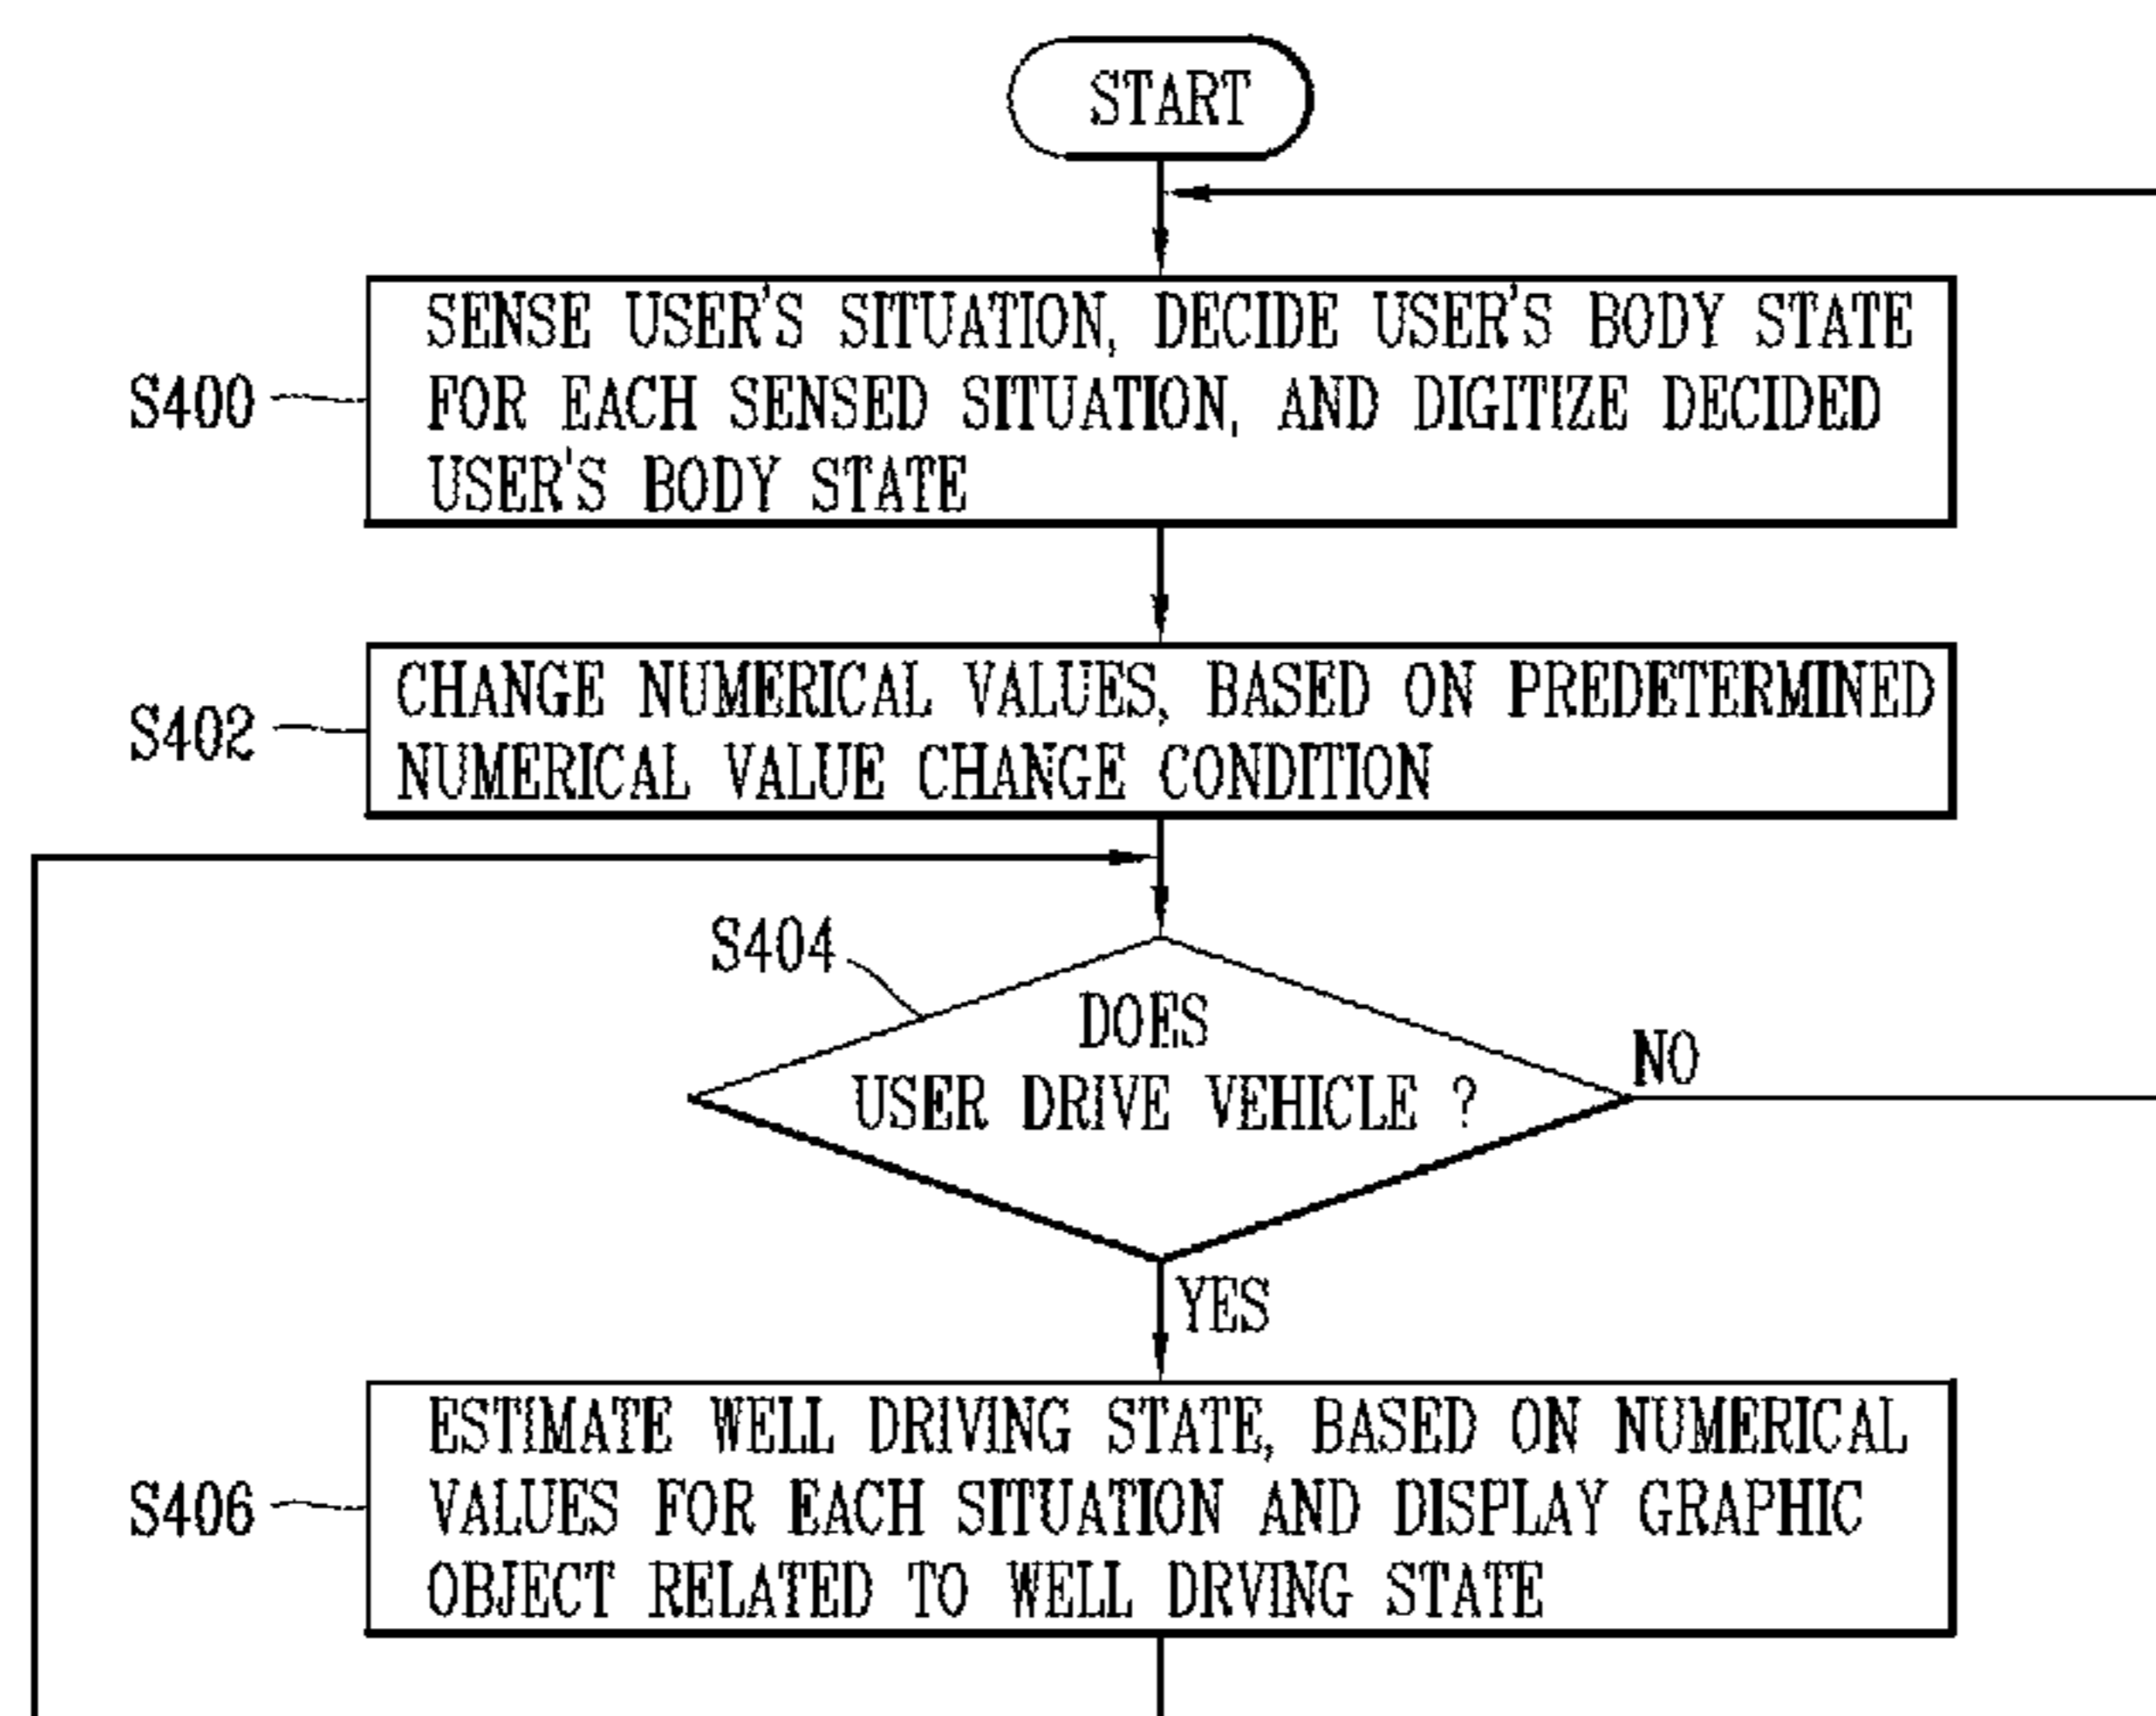 START
SENSE USER'S SITUATION, DECIDE USER'S BODY STATE
FOR EACH SENSED SITUATION, AND DIGITIZE DECIDED
USER'S BODY STATE
S400
CHANGE NUMERICAL VALUES, BASED ON PREDETERMINED
NUMERICAL VALUE CHANGE CONDITION
S402
S404
DOES
USER DRIVE VEHICLE ?
NO
YES
ESTIMATE WELL DRIVING STATE, BASED ON NUMERICAL
VALUES FOR EACH SITUATION AND DISPLAY GRAPHIC
OBJECT RELATED TO WELL DRVING STATE
S406